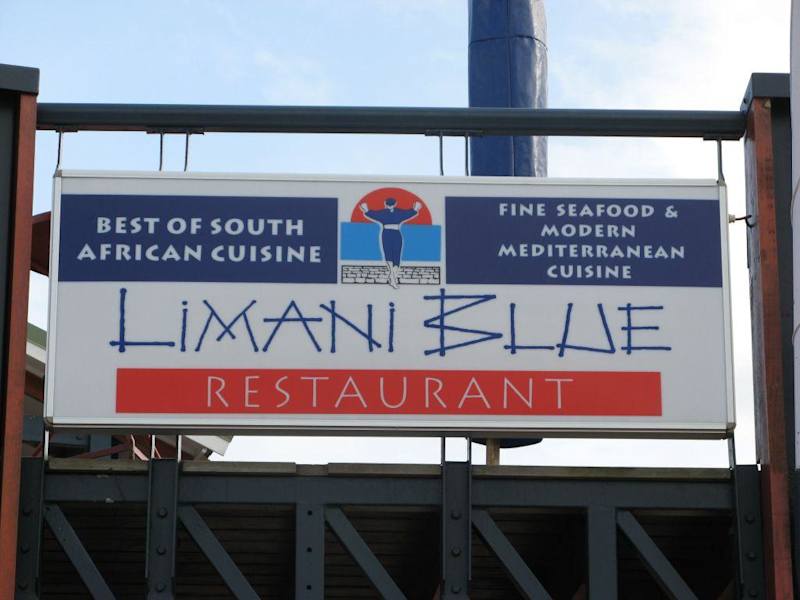 BEST OF SOUTH
AFRICAN CUISINE
FINE SEAFOOD &
MODERN
MEDITERRANEAN
CUISINE
LIMANI BLUE
RESTAURANT